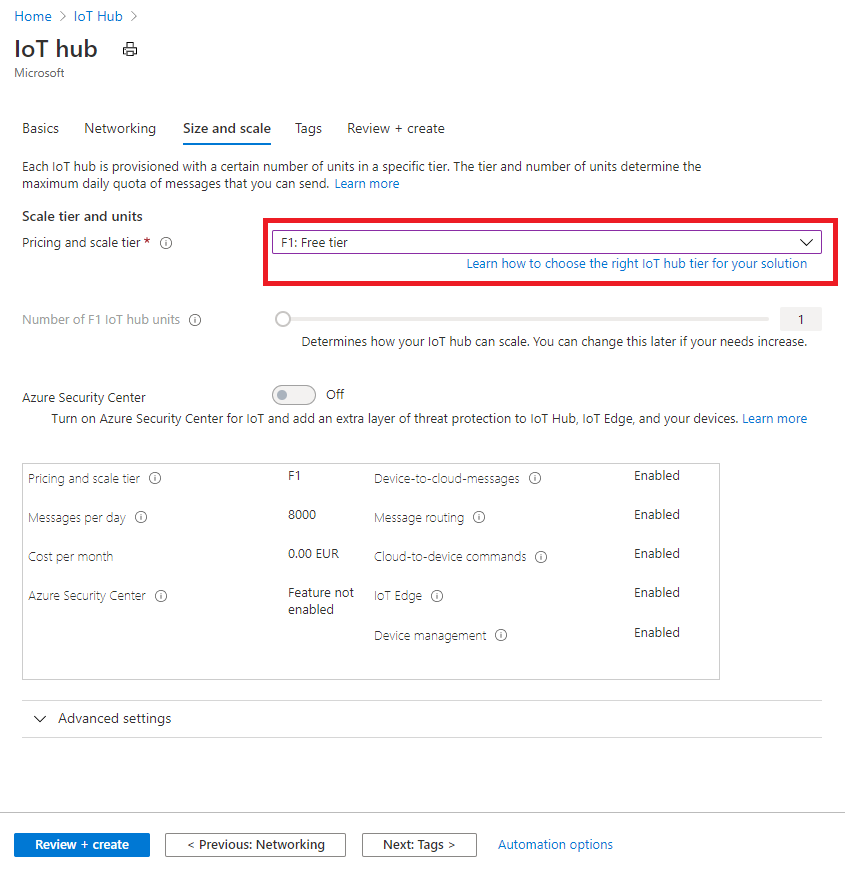 Home > IoT Hub >
IoT hub
Microsoft
Basics Networking Size and scale Tags Review + create
Each IoT hub is provisioned with a certain number of units in a specific tier. The tier and number of units determine the
maximum daily quota of messages that you can send. Learn more
Scale tier and units
Pricing and scale tier *
F1: Free tier
Learn how to choose the right IoT hub tier for your solution
Number of F1 IoT hub units
1
Determines how your IoT hub can scale. You can change this later if your needs increase.
Azure Security Center
Off
Turn on Azure Security Center for IoT and add an extra layer of threat protection to IoT Hub, IoT Edge, and your devices. Learn more
Pricing and scale tier F1 Device-to-cloud-messages Enabled
Messages per day 8000 Message routing Enabled
Cost per month 0.00 EUR Cloud-to-device commands Enabled
Azure Security Center Feature not IoT Edge Enabled
enabled
Device management Enabled
Advanced settings
Review + create < Previous: Networking Next: Tags > Automation options